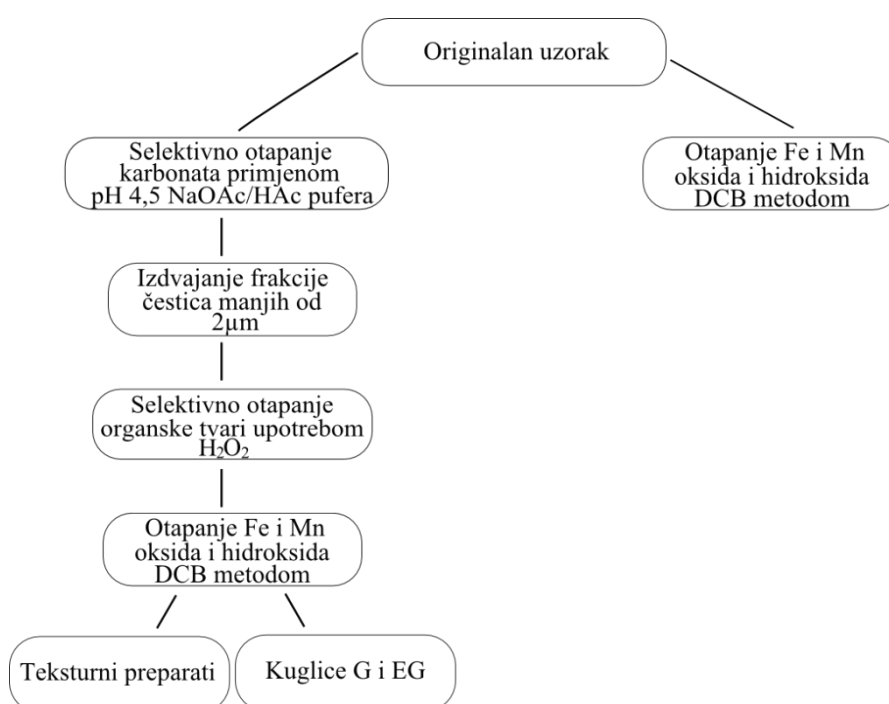 Originalan uzorak
Selektivno otapanje
karbonata primjenom
pH 4,5 NaOAc/HAc pufera
Otapanje Fe i Mn
oksida i hidroksida
DCB metodom
Izdvajanje frakcije
čestica manjih od
2µm
Selektivno otapanje
organske tvari upotrebom
H₂O₂
Otapanje Fe i Mn
oksida i hidroksida
DCB metodom
Teksturni preparati
Kuglice G i EG